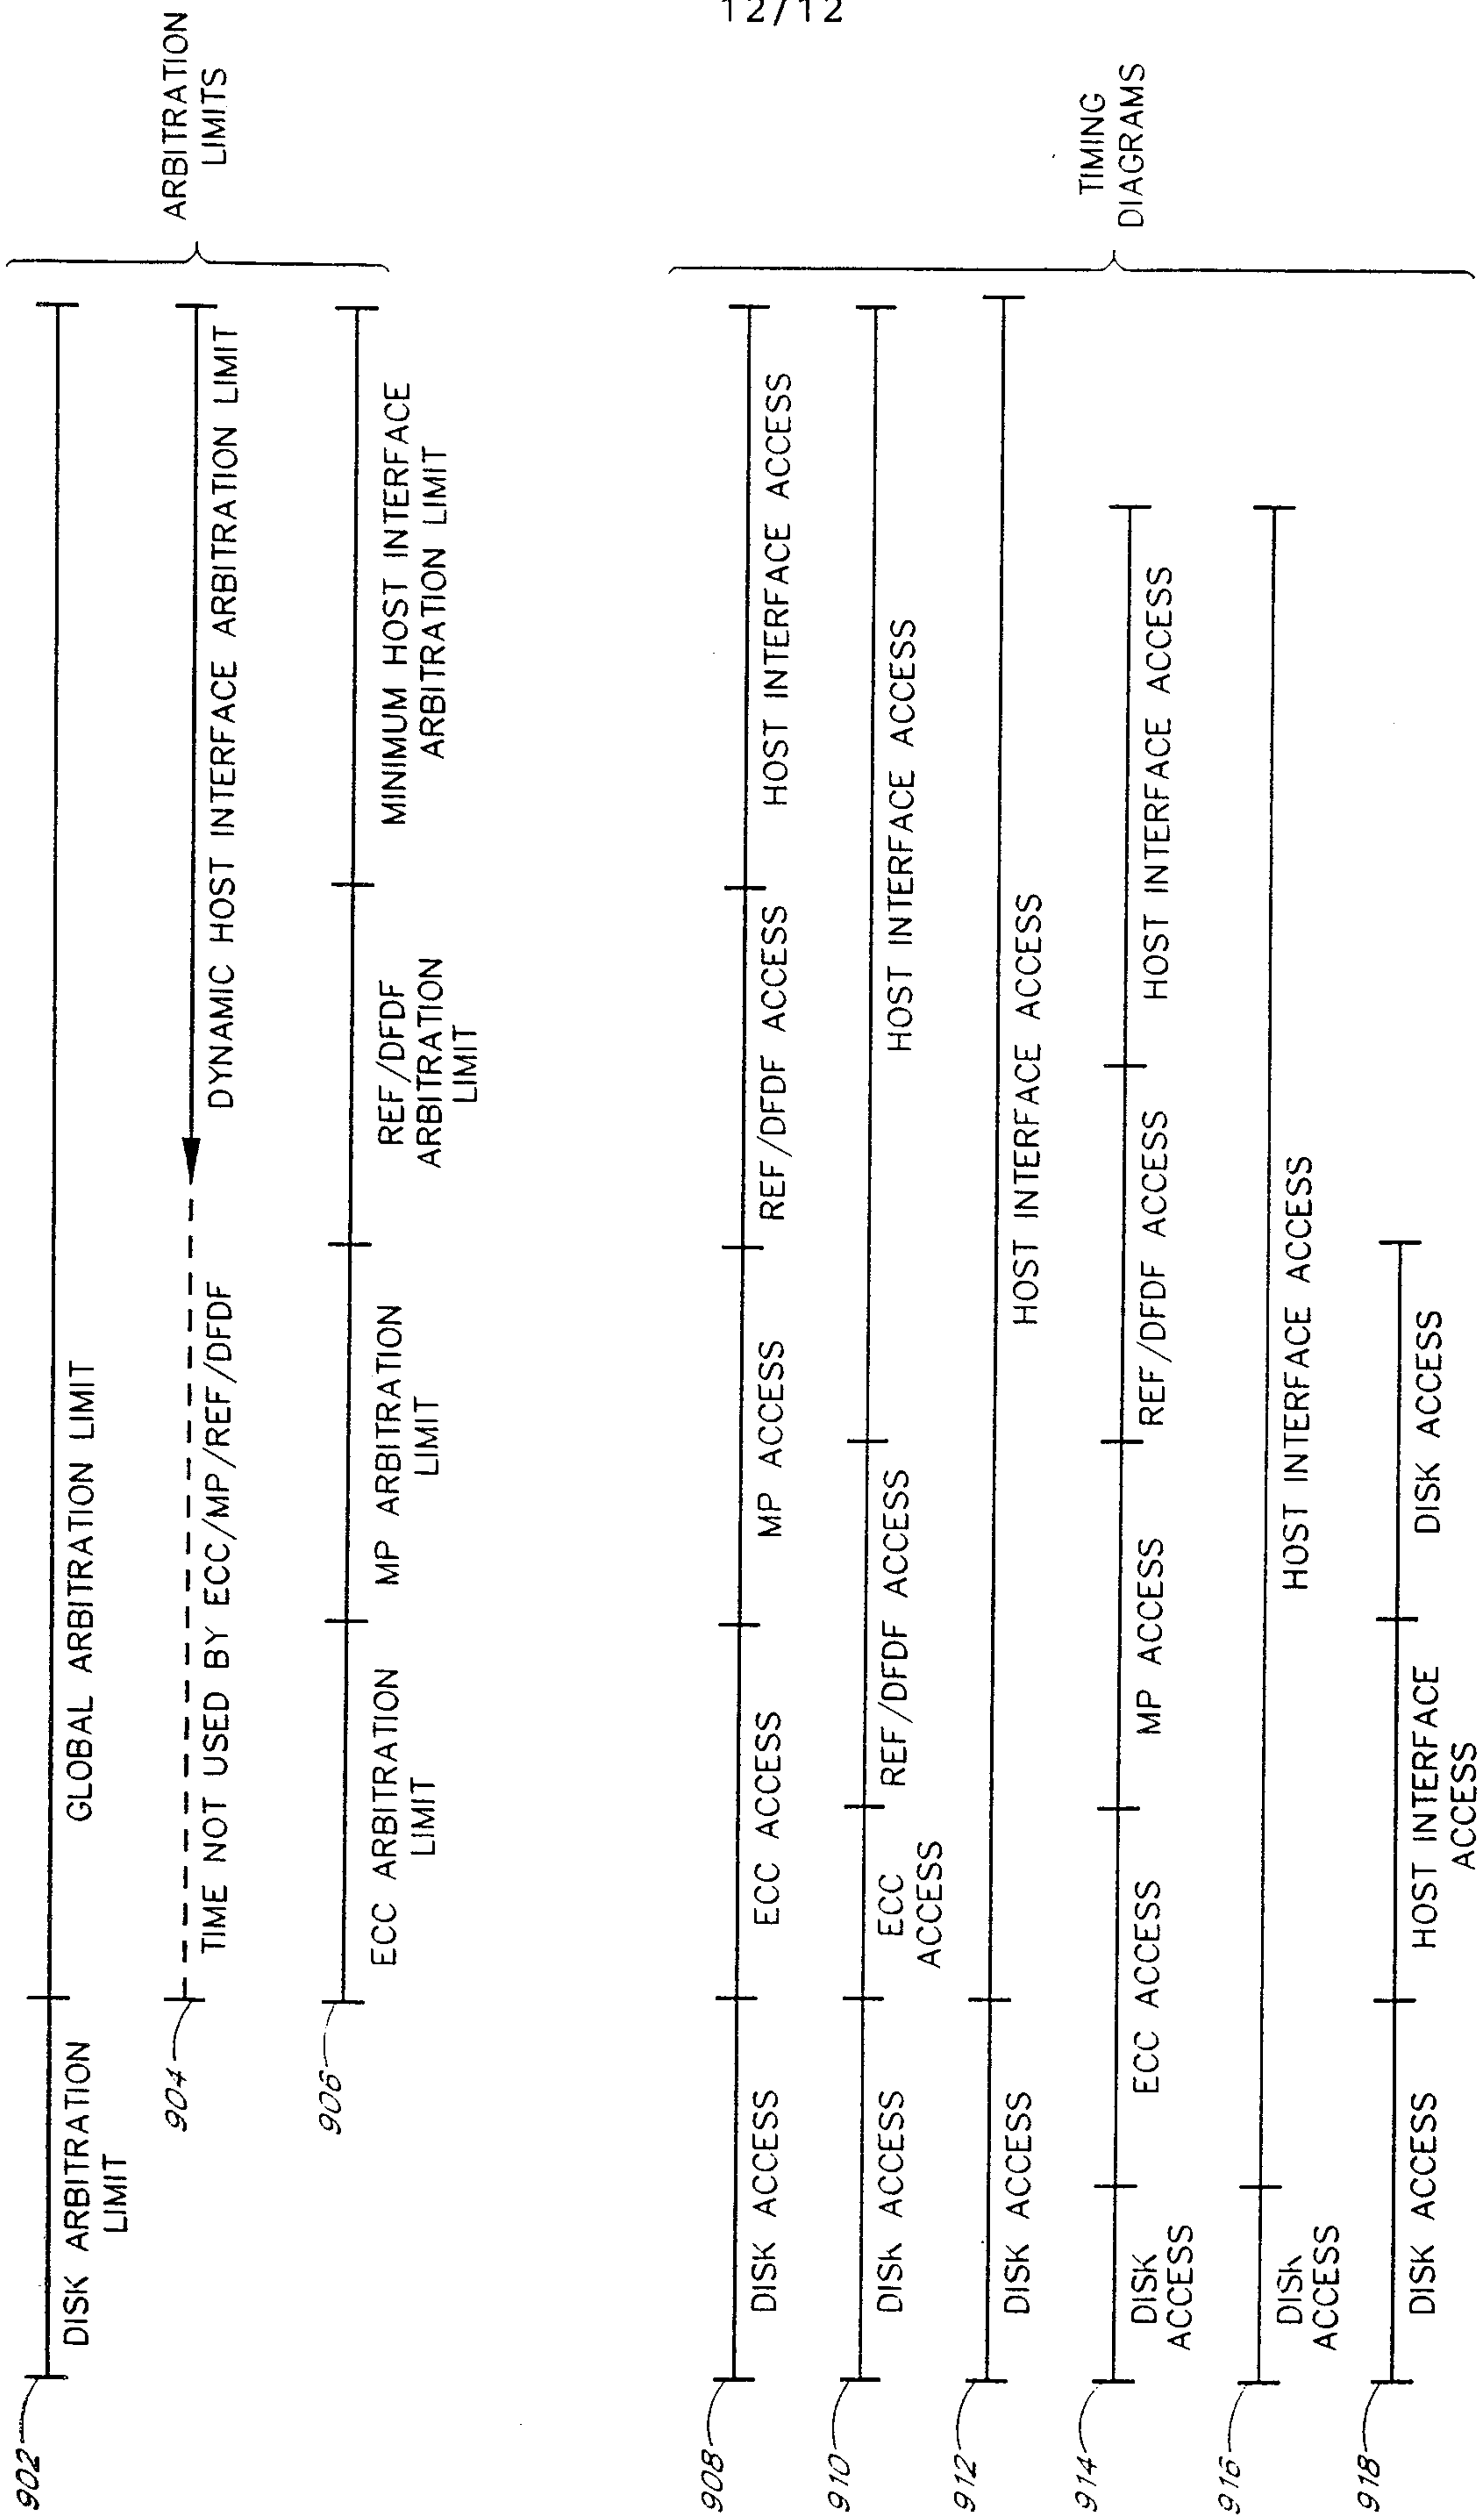 12/12
902
DISK ARBITRATION
LIMIT
GLOBAL ARBITRATION LIMIT
904
TIME NOT USED BY ECC/MP/REF/DFDF
DYNAMIC HOST INTERFACE ARBITRATION LIMIT
906
ECC ARBITRATION
LIMIT
MP ARBITRATION
LIMIT
REF/DFDF
ARBITRATION
LIMIT
MINIMUM HOST INTERFACE
ARBITRATION LIMIT
ARBITRATION
LIMITS
908
DISK ACCESS
ECC ACCESS
MP ACCESS
REF/DFDF ACCESS
HOST INTERFACE ACCESS
910
DISK ACCESS
ECC
ACCESS
REF/DFDF ACCESS
HOST INTERFACE ACCESS
912
DISK ACCESS
HOST INTERFACE ACCESS
914
DISK
ACCESS
ECC ACCESS
MP ACCESS
REF/DFDF ACCESS
HOST INTERFACE ACCESS
916
DISK
ACCESS
HOST INTERFACE ACCESS
918
DISK ACCESS
HOST INTERFACE
ACCESS
DISK ACCESS
TIMING
DIAGRAMS